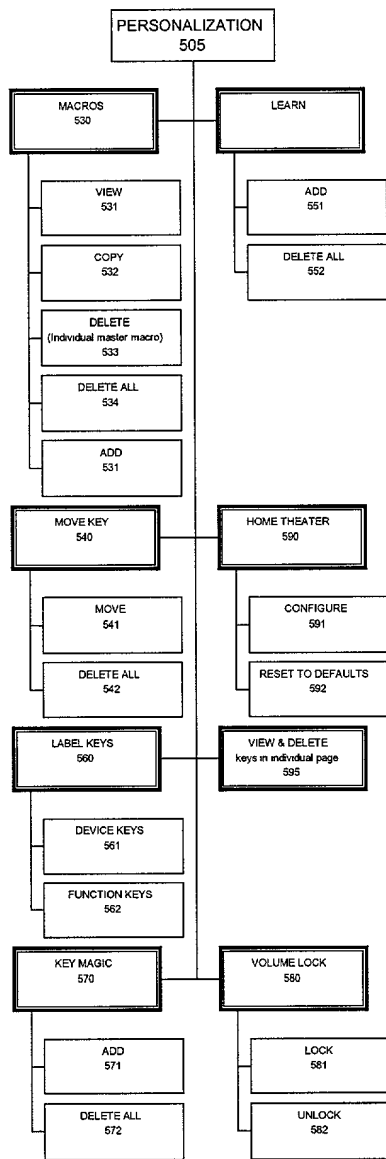 PERSONALIZATION
505
MACROS
530
VIEW
531
COPY
532
DELETE
(Individual master macro)
533
DELETE ALL
534
ADD
531
LEARN
ADD
551
DELETE ALL
552
MOVE KEY
540
MOVE
541
DELETE ALL
542
HOME THEATER
590
CONFIGURE
591
RESET TO DEFAULTS
592
LABEL KEYS
560
DEVICE KEYS
561
FUNCTION KEYS
562
VIEW & DELETE
keys in individual page
595
KEY MAGIC
570
ADD
571
DELETE ALL
572
VOLUME LOCK
580
LOCK
581
UNLOCK
582